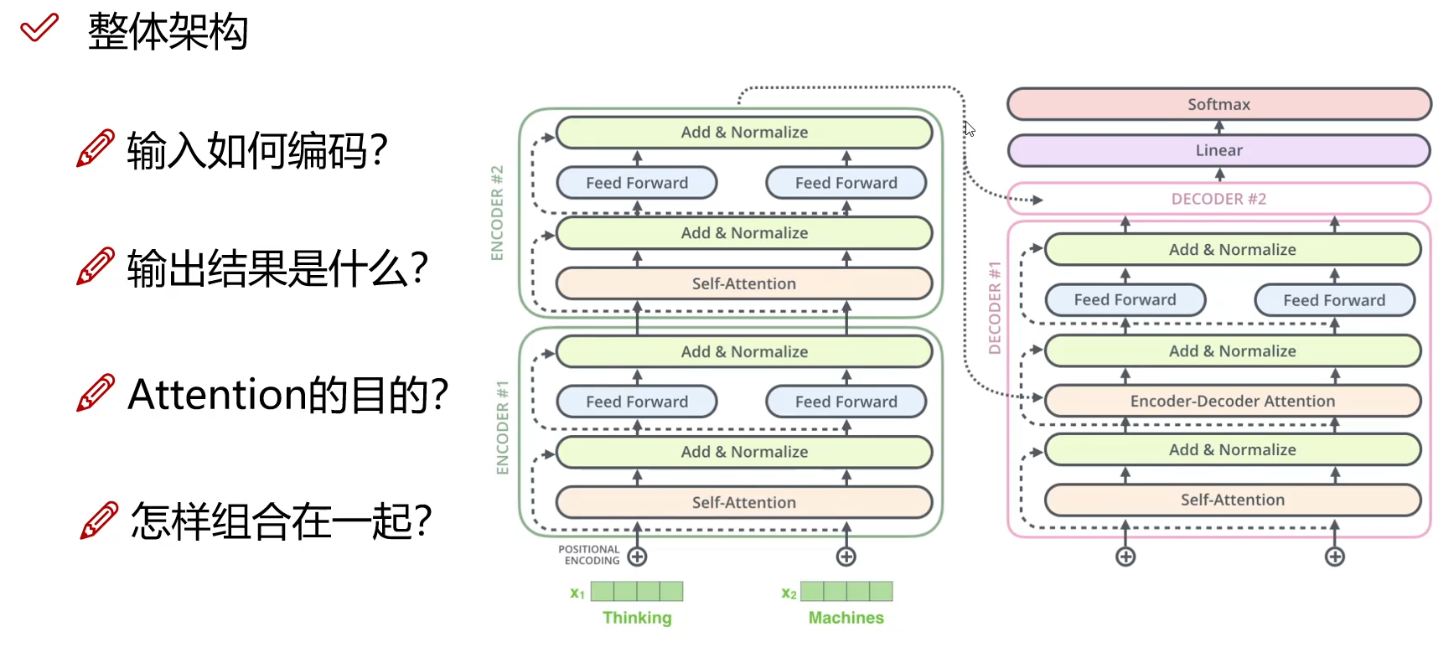 整体架构
输入如何编码?
输出结果是什么?
Attention的目的?
怎样组合在一起?
ENCODER #2
Add & Normalize
Feed Forward
Feed Forward
Add & Normalize
Self-Attention
ENCODER #1
Add & Normalize
Feed Forward
Feed Forward
Add & Normalize
Self-Attention
POSITIONAL
ENCODING
x1
x2
Thinking
Machines
Softmax
Linear
DECODER #2
DECODER #1
Add & Normalize
Feed Forward
Feed Forward
Add & Normalize
Encoder-Decoder Attention
Add & Normalize
Self-Attention